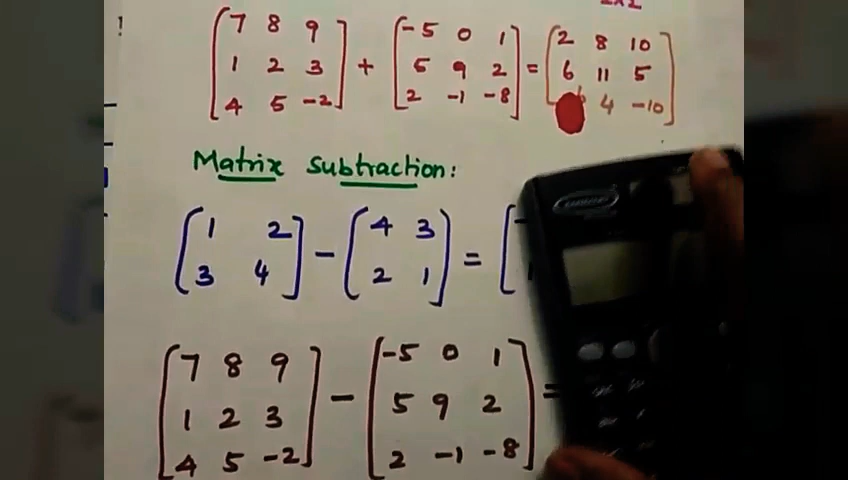 2x2
[7 8 9] + [-5 0 1] = [2 8 10]
[1 2 3] [5 9 2] [6 11 5]
[4 5 -2] [2 -1 -8] [4 -10]
Matrix Subtraction:
[1 2] - [4 3] =
[3 4] [2 1]
[7 8 9] - [-5 0 1] =
[1 2 3] [5 9 2]
[4 5 -2] [2 -1 -8]